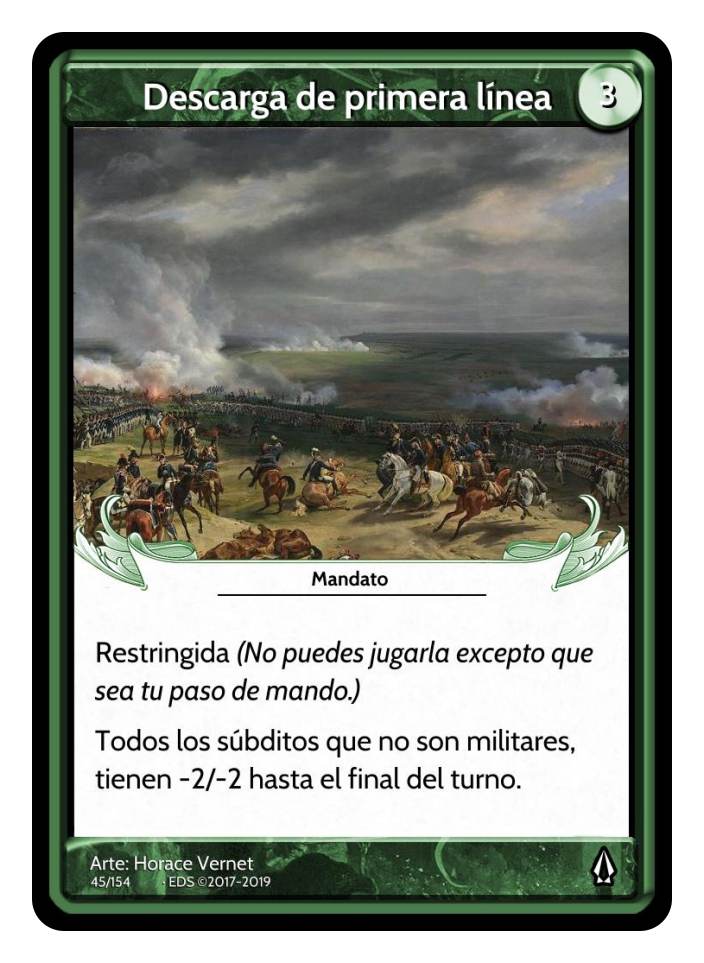 Descarga de primera línea
3
Mandato
Restringida (No puedes jugarla excepto que
sea tu paso de mando.)
Todos los súbditos que no son militares,
tienen -2/-2 hasta el final del turno.
Arte: Horace Vernet
45/154 · EDS ©2017-2019